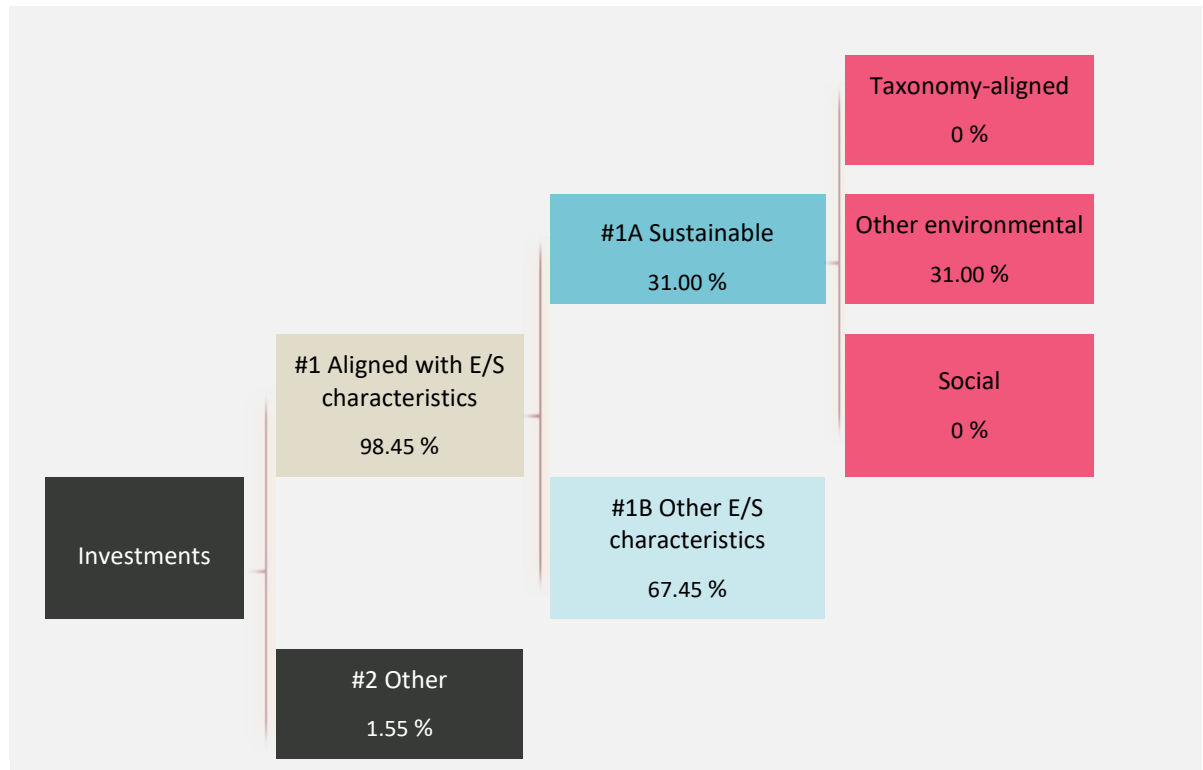 Taxonomy-aligned
0 %
#1A Sustainable
31.00 %
Other environmental
31.00 %
#1 Aligned with E/S
characteristics
98.45 %
Social
0 %
Investments
#1B Other E/S
characteristics
67.45 %
#2 Other
1.55 %